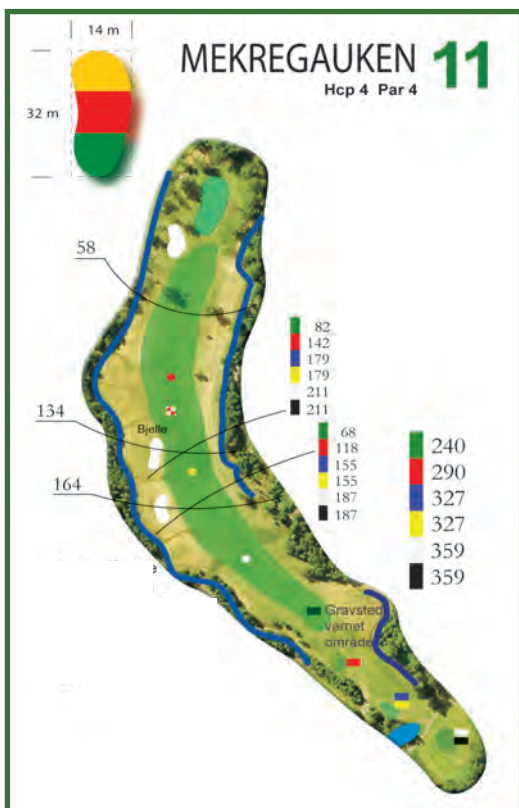 14 m
32 m
MEKREGAUKEN 11
Hcp 4 Par 4
58
82
142
179
179
211
211
134
Bjelle
68
118
155
155
187
187
164
240
290
327
327
359
359
Gravsted
vernet
område